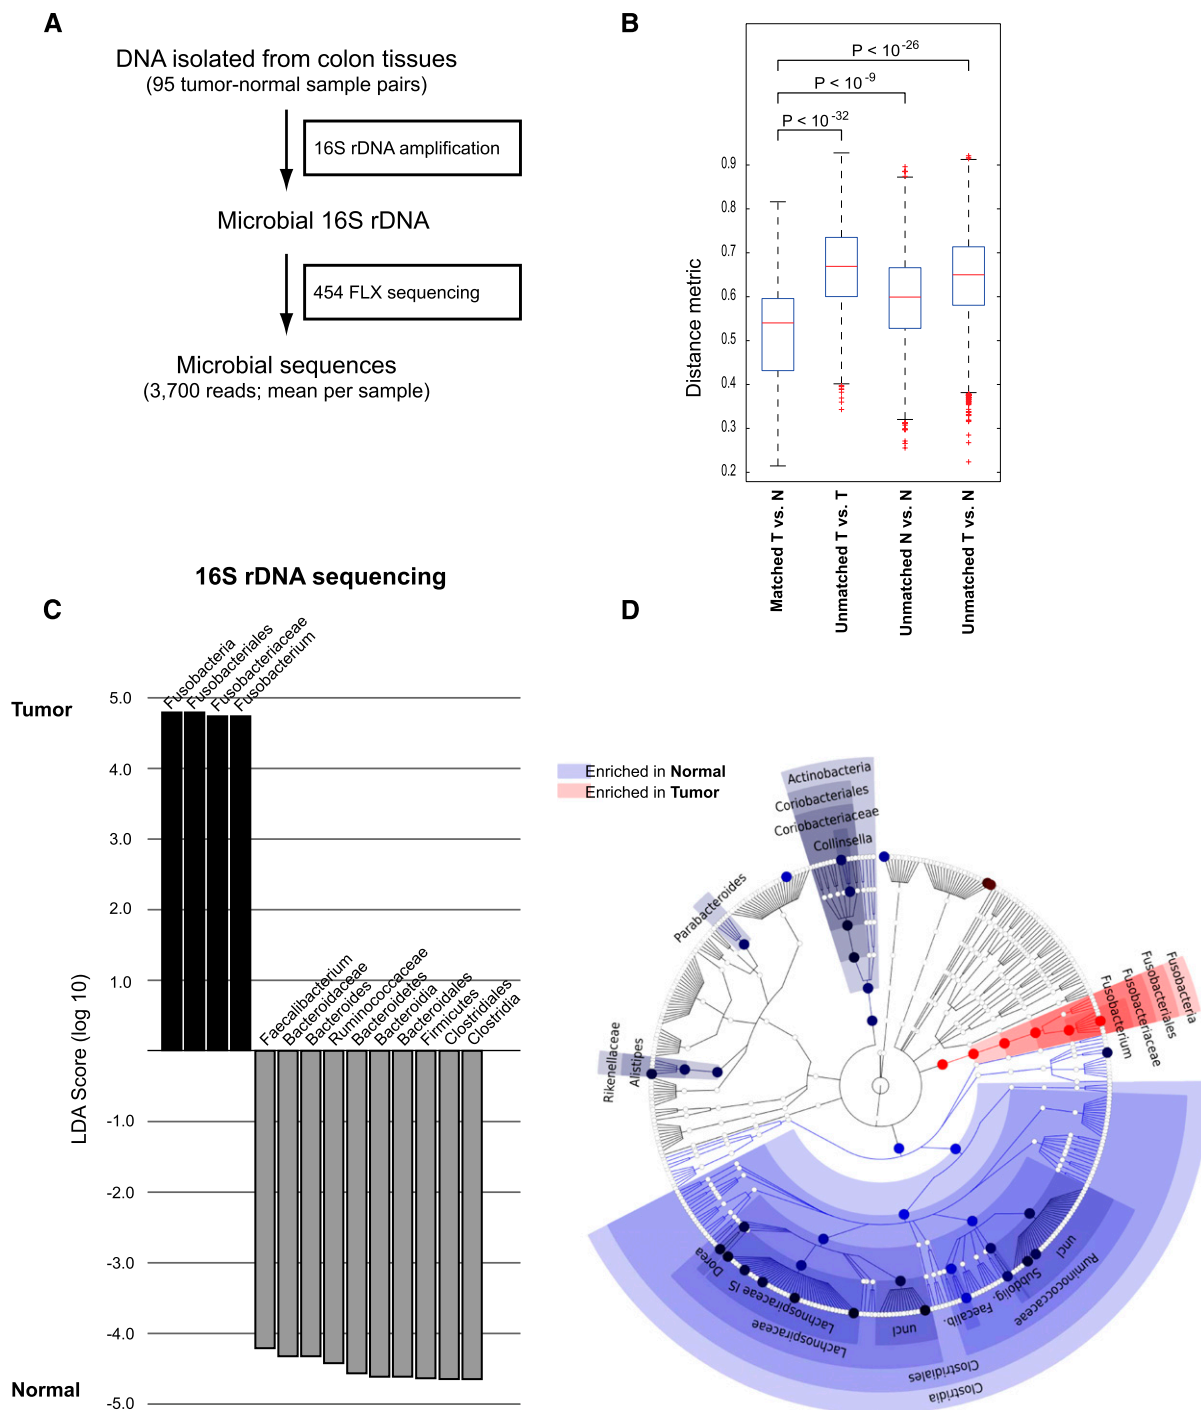 A
DNA isolated from colon tissues
(95 tumor-normal sample pairs)
16S rDNA amplification
Microbial 16S rDNA
454 FLX sequencing
Microbial sequences
(3,700 reads; mean per sample)
B
P < 10-26
P < 10-9
P < 10-32
Distance metric
0.9
0.8
0.7
0.6
0.5
0.4
0.3
0.2
Matched T vs. N
Unmatched T vs. T
Unmatched N vs. N
Unmatched T vs. N
16S rDNA sequencing
C
Tumor
Normal
LDA Score (log 10)
5.0
4.0
3.0
2.0
1.0
-1.0
-2.0
-3.0
-4.0
-5.0
Fusobacteria
Fusobacteriales
Fusobacteriaceae
Fusobacterium
Faecalibacterium
Bacteroidaceae
Bacteroides
Ruminococcaceae
Bacteroidetes
Bacteroidia
Bacteroidales
Firmicutes
Clostridiales
Clostridia
D
Enriched in Normal
Enriched in Tumor
Actinobacteria
Coriobacteriales
Coriobacteriaceae
Collinsella
Parabacteroides
Rikenellaceae
Alistipes
Fusobacteria
Fusobacteriales
Fusobacteriaceae
Fusobacterium
Dorea
Lachnospiraceae IS
Lachnospiraceae
uncl
Faecalib.
Subdolig.
uncl
Ruminococcaceae
Clostridiales
Clostridia